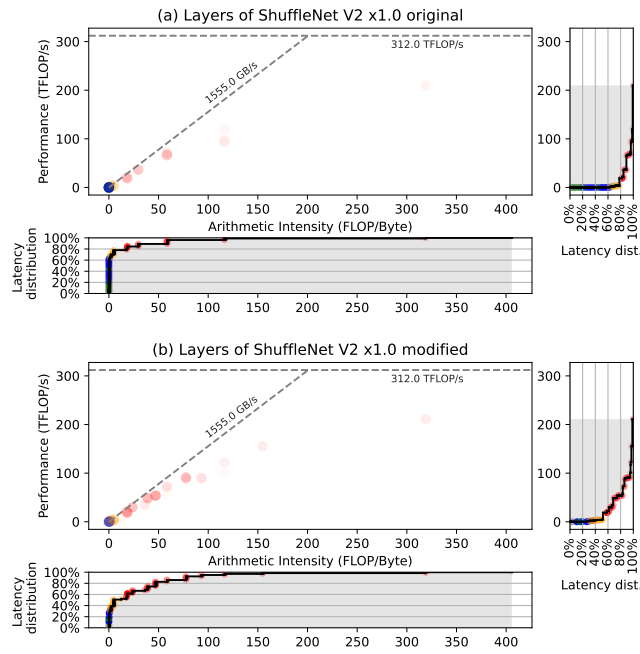 (a) Layers of ShuffleNet V2 x1.0 original
Performance (TFLOP/s)
300
200
100
0
1555.0 GB/s
312.0 TFLOP/s
0 50 100 150 200 250 300 350 400
Arithmetic Intensity (FLOP/Byte)
300
200
100
0
0% 20% 40% 60% 80% 100%
Latency dist.
Latency
distribution
100%
80%
60%
40%
20%
0%
0 50 100 150 200 250 300 350 400
(b) Layers of ShuffleNet V2 x1.0 modified
Performance (TFLOP/s)
300
200
100
0
1555.0 GB/s
312.0 TFLOP/s
0 50 100 150 200 250 300 350 400
Arithmetic Intensity (FLOP/Byte)
300
200
100
0
0% 20% 40% 60% 80% 100%
Latency dist.
Latency
distribution
100%
80%
60%
40%
20%
0%
0 50 100 150 200 250 300 350 400